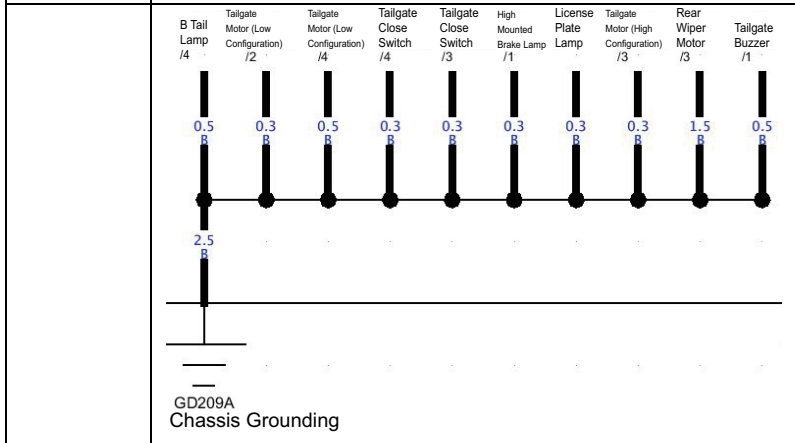 B Tail
Lamp
/4
Tailgate
Motor (Low
Configuration)
/2
Tailgate
Motor (Low
Configuration)
/4
Tailgate
Close
Switch
/4
Tailgate
Close
Switch
/3
High
Mounted
Brake Lamp
/1
License
Plate
Lamp
Tailgate
Motor (High
Configuration)
/3
Rear
Wiper
Motor
/3
Tailgate
Buzzer
/1
0.5
B
0.3
B
0.5
B
0.3
B
0.3
B
0.3
B
0.3
B
0.3
B
1.5
B
0.5
B
2.5
B
GD209A
Chassis Grounding